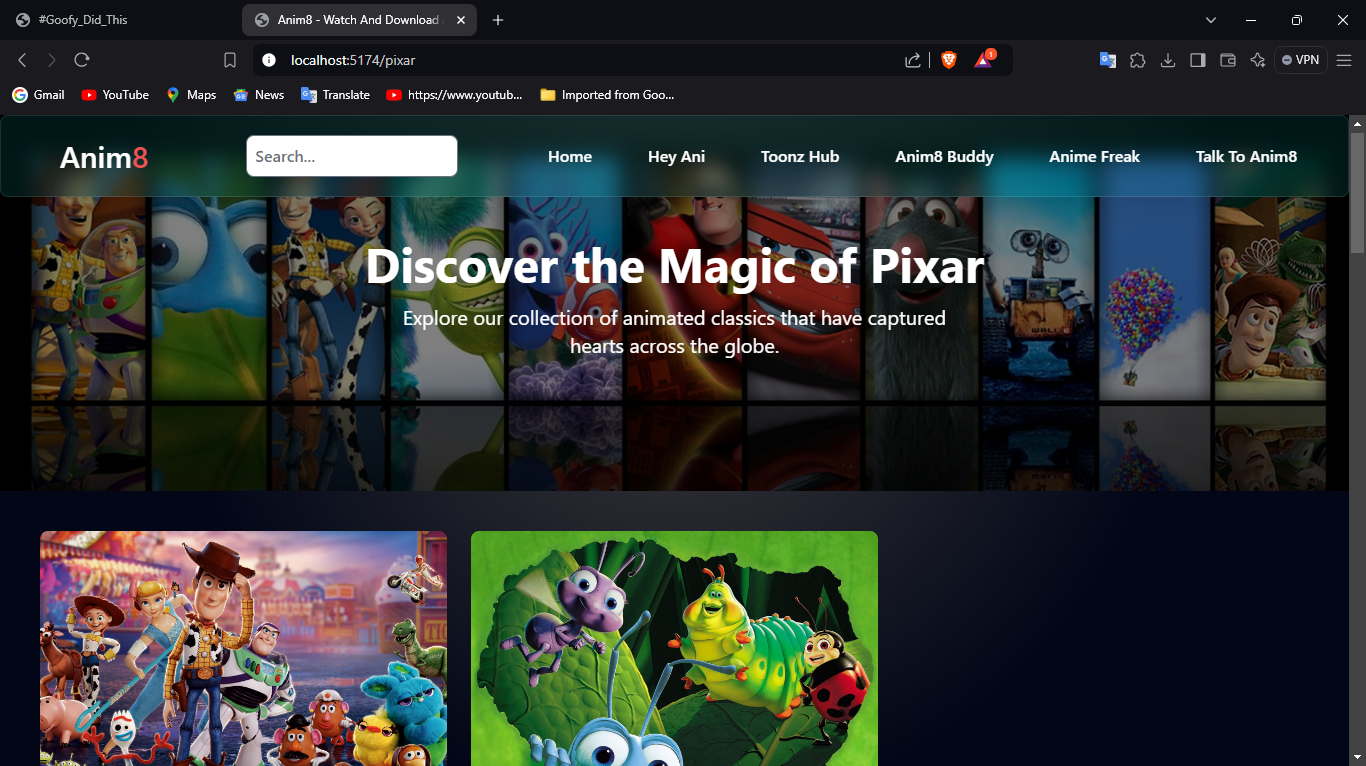 #Goofy_Did_This
Anim8 - Watch And Download
localhost:5174/pixar
1
VPN
Gmail
YouTube
Maps
News
Translate
https://www.youtub...
Imported from Goo...
Anim8
Search...
Home
Hey Ani
Toonz Hub
Anim8 Buddy
Anime Freak
Talk To Anim8
Discover the Magic of Pixar
Explore our collection of animated classics that have captured
hearts across the globe.